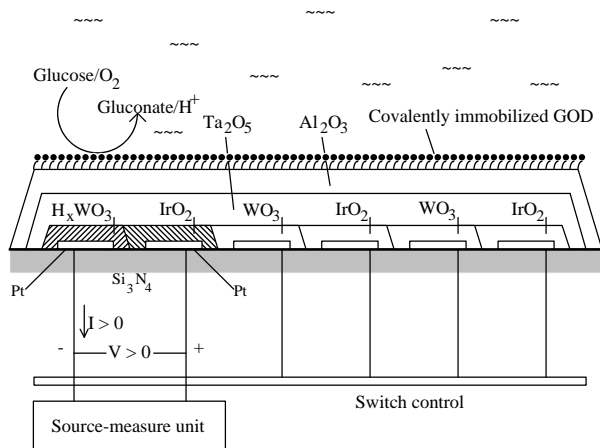 ~~~
~~~
~~~
~~~
Glucose/O2
~~~
~~~
~~~
Gluconate/H+
~~~
Ta2O5
Al2O3
Covalently immobilized GOD
HxWO3
IrO2
WO3
IrO2
WO3
IrO2
Pt
Si3N4
Pt
I > 0
-
V > 0
+
Switch control
Source-measure unit